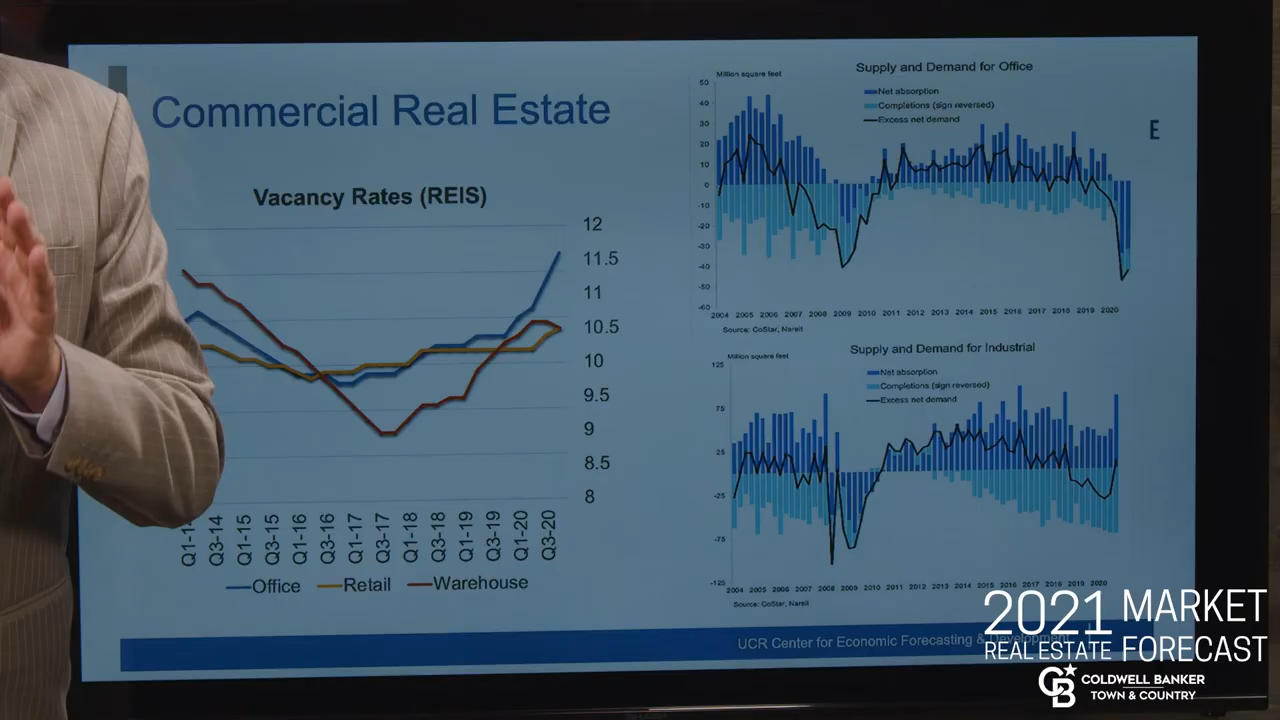 Commercial Real Estate
Vacancy Rates (REIS)
12
11.5
11
10.5
10
9.5
9
8.5
8
Q3-14
Q1-15
Q3-15
Q1-16
Q3-16
Q1-17
Q3-17
Q1-18
Q3-18
Q1-19
Q3-19
Q1-20
Q3-20
Office Retail Warehouse
Supply and Demand for Office
Million square feet
Net absorption
Completions (sign reversed)
Excess net demand
50
40
30
20
10
0
-10
-20
-30
-40
-50
-60
2004 2005 2006 2007 2008 2009 2010 2011 2012 2013 2014 2015 2016 2017 2018 2019 2020
Source: CoStar, Nareit
E
Supply and Demand for Industrial
Million square feet
Net absorption
Completions (sign reversed)
Excess net demand
125
75
25
-25
-75
-125
2004 2005 2006 2007 2008 2009 2010 2011 2012 2013 2014 2015 2016 2017 2018 2019 2020
Source: CoStar, Nareit
UCR Center for Economic Forecasting & Development
2021 MARKET
REAL ESTATE FORECAST
CB
COLDWELL BANKER
TOWN & COUNTRY